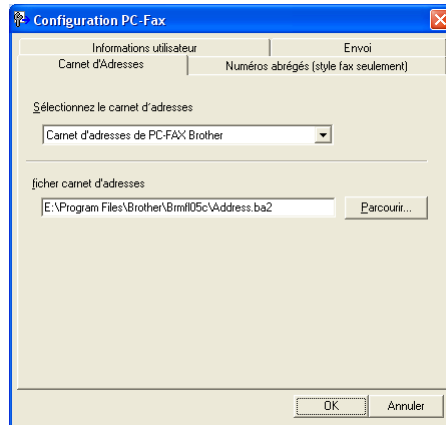 Configuration PC-Fax
Informations utilisateur
Envoi
Carnet d'Adresses
Numéros abrégés (style fax seulement)
Sélectionnez le carnet d'adresses
Carnet d'adresses de PC-FAX Brother
ficher carnet d'adresses
E:\Program Files\Brother\Brmfl05c\Address.ba2
Parcourir...
OK
Annuler